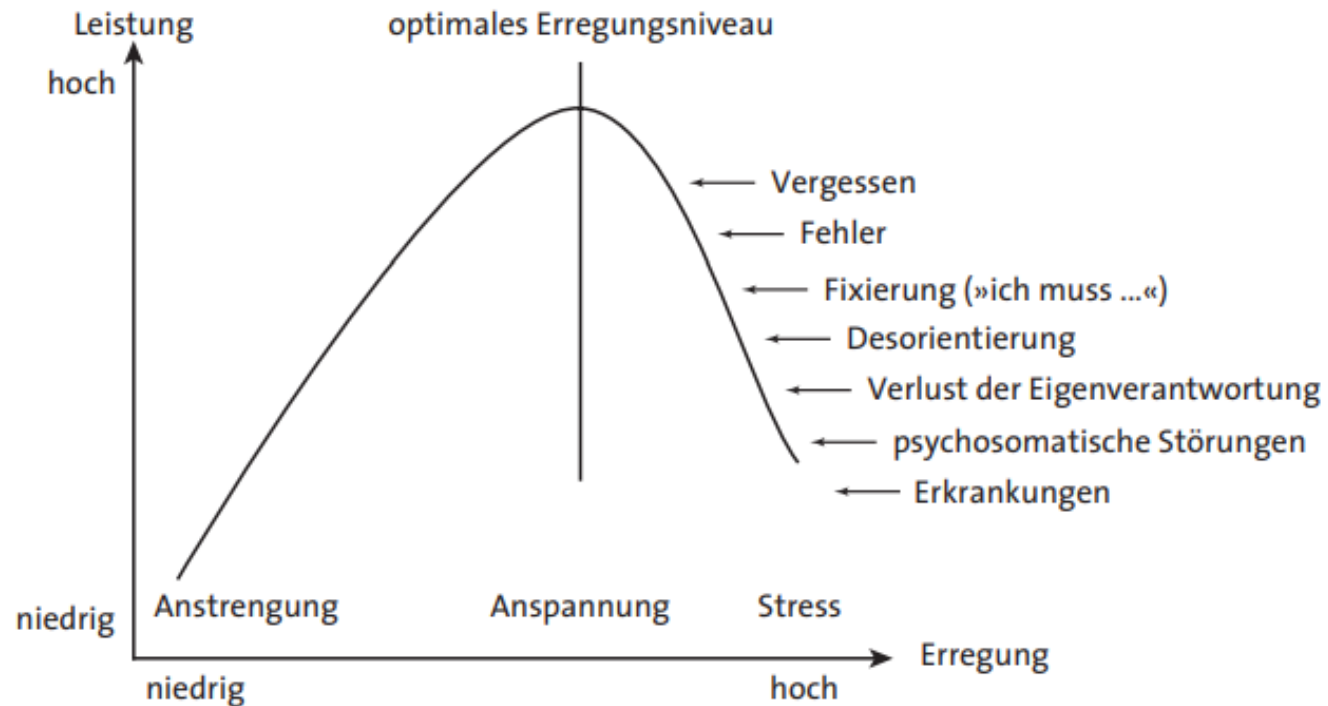 Leistung
optimales Erregungsniveau
hoch
Vergessen
Fehler
Fixierung (»ich muss ...«)
Desorientierung
Verlust der Eigenverantwortung
psychosomatische Störungen
Erkrankungen
niedrig
Anstrengung
Anspannung
Stress
Erregung
niedrig
hoch